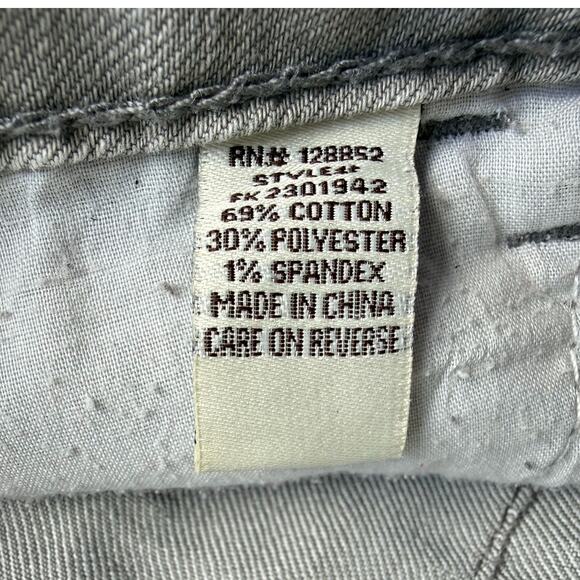 RN# 128852
STYLE#
FK2301942
69% COTTON
30% POLYESTER
1% SPANDEX
MADE IN CHINA
CARE ON REVERSE